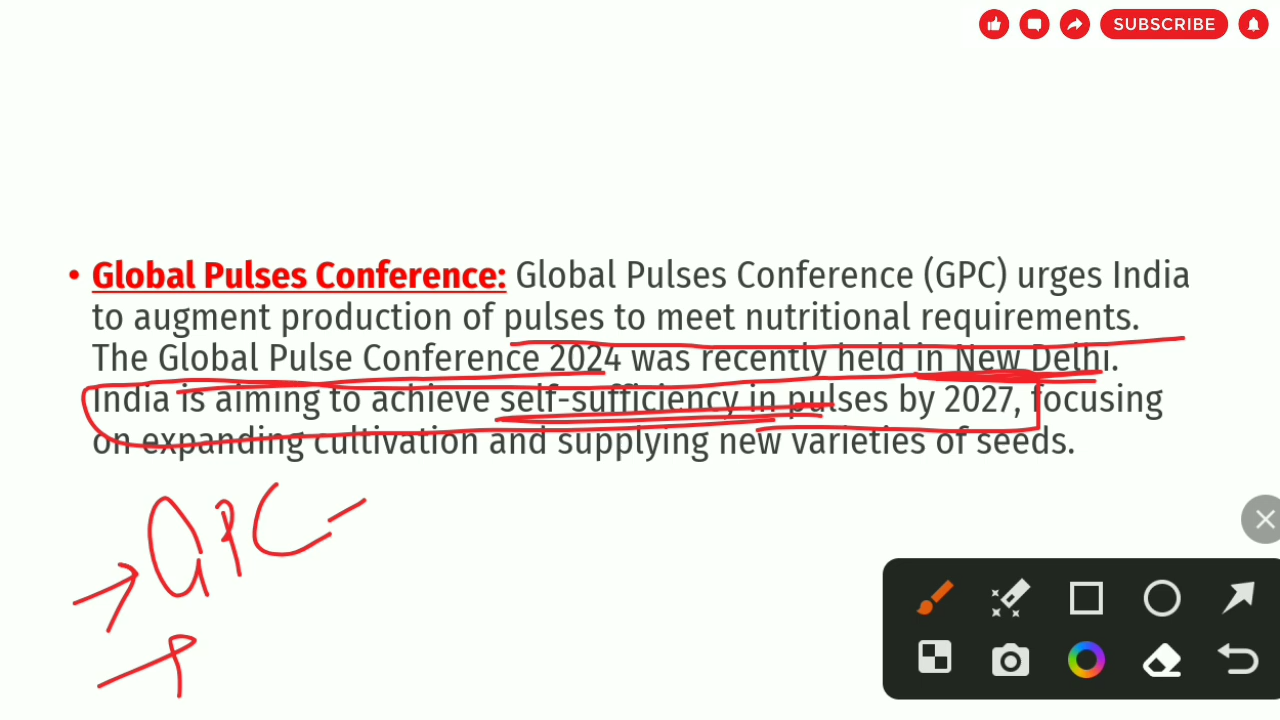 SUBSCRIBE
• Global Pulses Conference: Global Pulses Conference (GPC) urges India
to augment production of pulses to meet nutritional requirements.
The Global Pulse Conference 2024 was recently held in New Delhi.
India is aiming to achieve self-sufficiency in pulses by 2027, focusing
on expanding cultivation and supplying new varieties of seeds.
GPC-